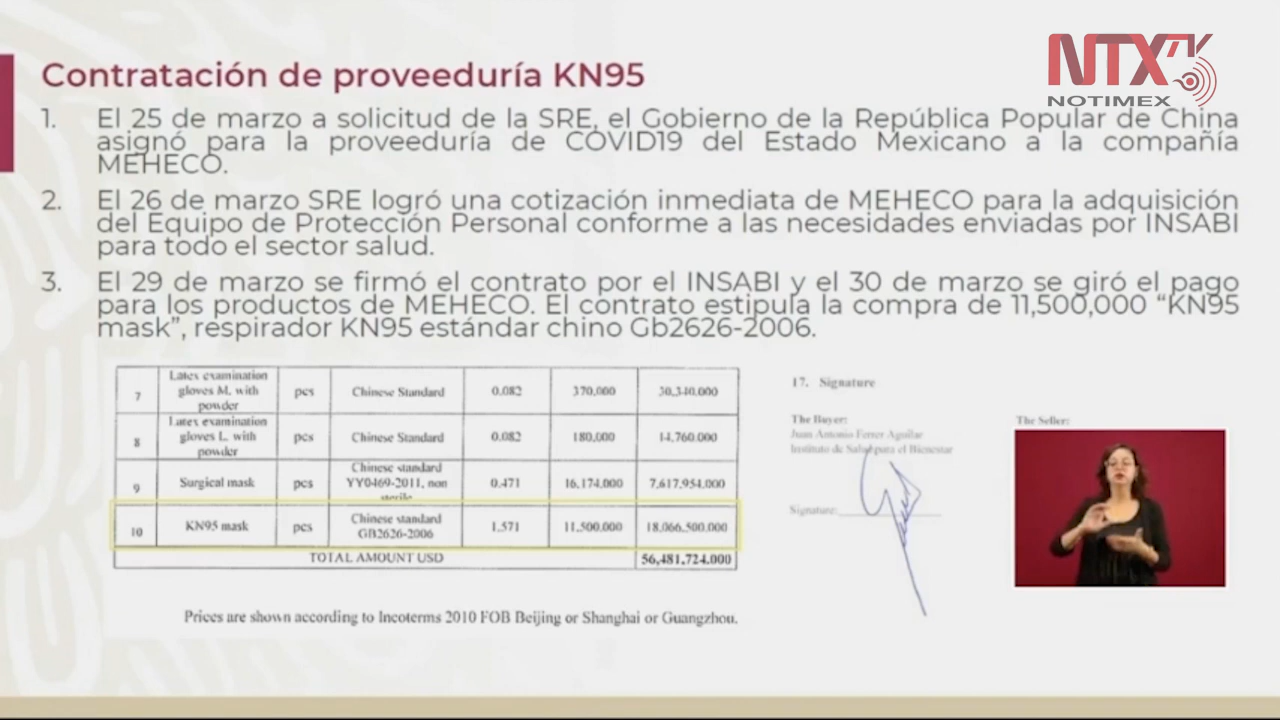 NTX
NOTIMEX
Contratación de proveeduría KN95
1. El 25 de marzo a solicitud de la SRE, el Gobierno de la República Popular de China
asignó para la proveeduría de COVID19 del Estado Mexicano a la compañía
MEHECO.
2. El 26 de marzo SRE logró una cotización inmediata de MEHECO para la adquisición
del Equipo de Protección Personal conforme a las necesidades enviadas por INSABI
para todo el sector salud.
3. El 29 de marzo se firmó el contrato por el INSABI y el 30 de marzo se giró el pago
para los productos de MEHECO. El contrato estipula la compra de 11,500,000 “KN95
mask”, respirador KN95 estándar chino Gb2626-2006.
7 Latex examination gloves M, with powder pcs Chinese Standard 0.082 370,000 30,340.000
8 Latex examination gloves L, with powder pcs Chinese Standard 0.082 180,000 14,760.000
9 Surgical mask pcs Chinese standard YY0469-2011, non sterile 0.471 16,174.000 7,617,954.000
10 KN95 mask pcs Chinese standard GB2626-2006 1.571 11,500.000 18,066,500.000
TOTAL AMOUNT USD 56,481,724.000
Prices are shown according to Incoterms 2010 FOB Beijing or Shanghai or Guangzhou.
17. Signature
The Buyer:
Juan Antonio Ferrer Aguilar
Instituto de Salud para el Bienestar
Signature:
The Seller: